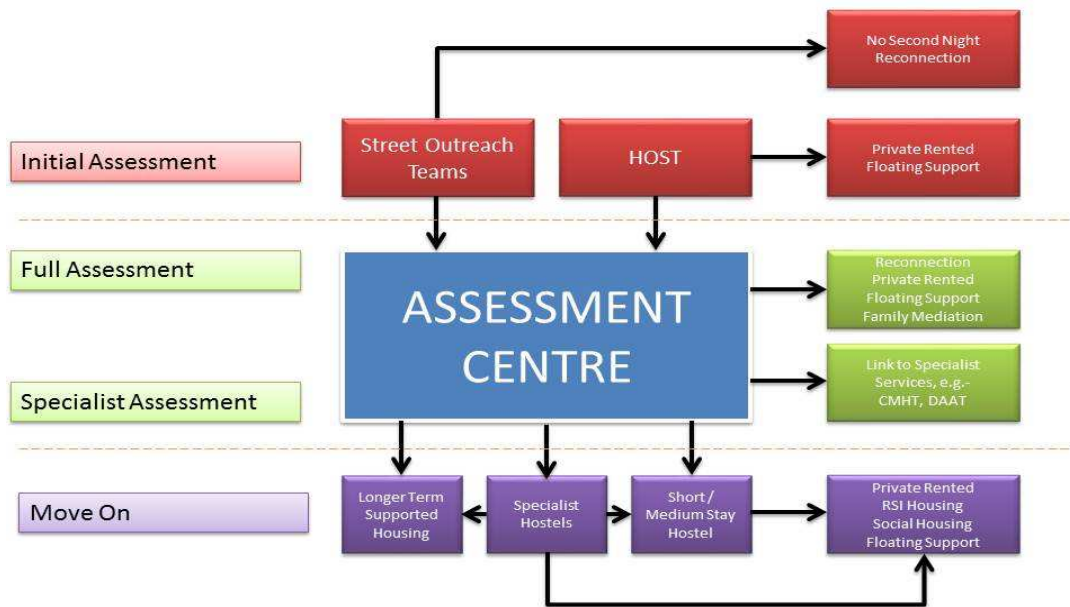 No Second Night
Reconnection
Initial Assessment
Street Outreach
Teams
HOST
Private Rented
Floating Support
Full Assessment
ASSESSMENT
CENTRE
Reconnection
Private Rented
Floating Support
Family Mediation
Specialist Assessment
Link to Specialist
Services, e.g.-
CMHT, DAAT
Move On
Longer Term
Supported
Housing
Specialist
Hostels
Short /
Medium Stay
Hostel
Private Rented
RSI Housing
Social Housing
Floating Support